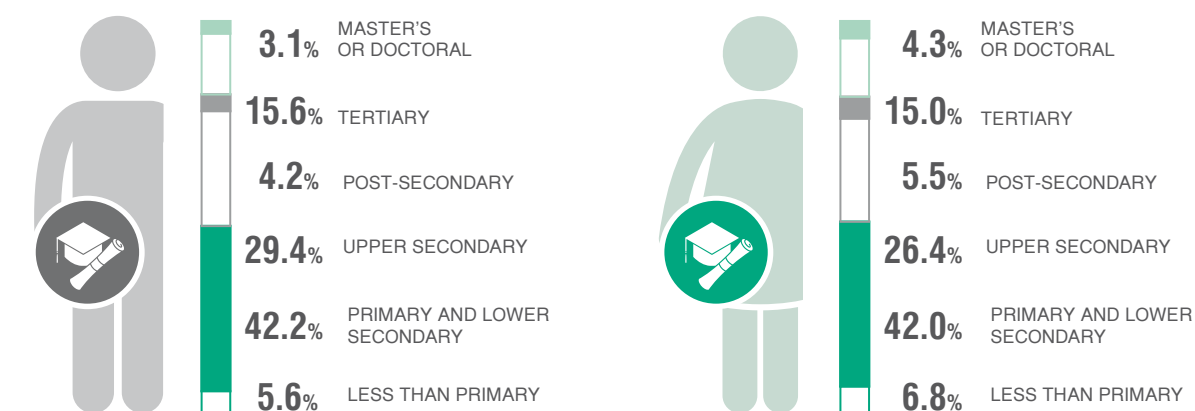 3.1% MASTER'S
OR DOCTORAL
15.6% TERTIARY
4.2% POST-SECONDARY
29.4% UPPER SECONDARY
42.2% PRIMARY AND LOWER
SECONDARY
5.6% LESS THAN PRIMARY
4.3% MASTER'S
OR DOCTORAL
15.0% TERTIARY
5.5% POST-SECONDARY
26.4% UPPER SECONDARY
42.0% PRIMARY AND LOWER
SECONDARY
6.8% LESS THAN PRIMARY